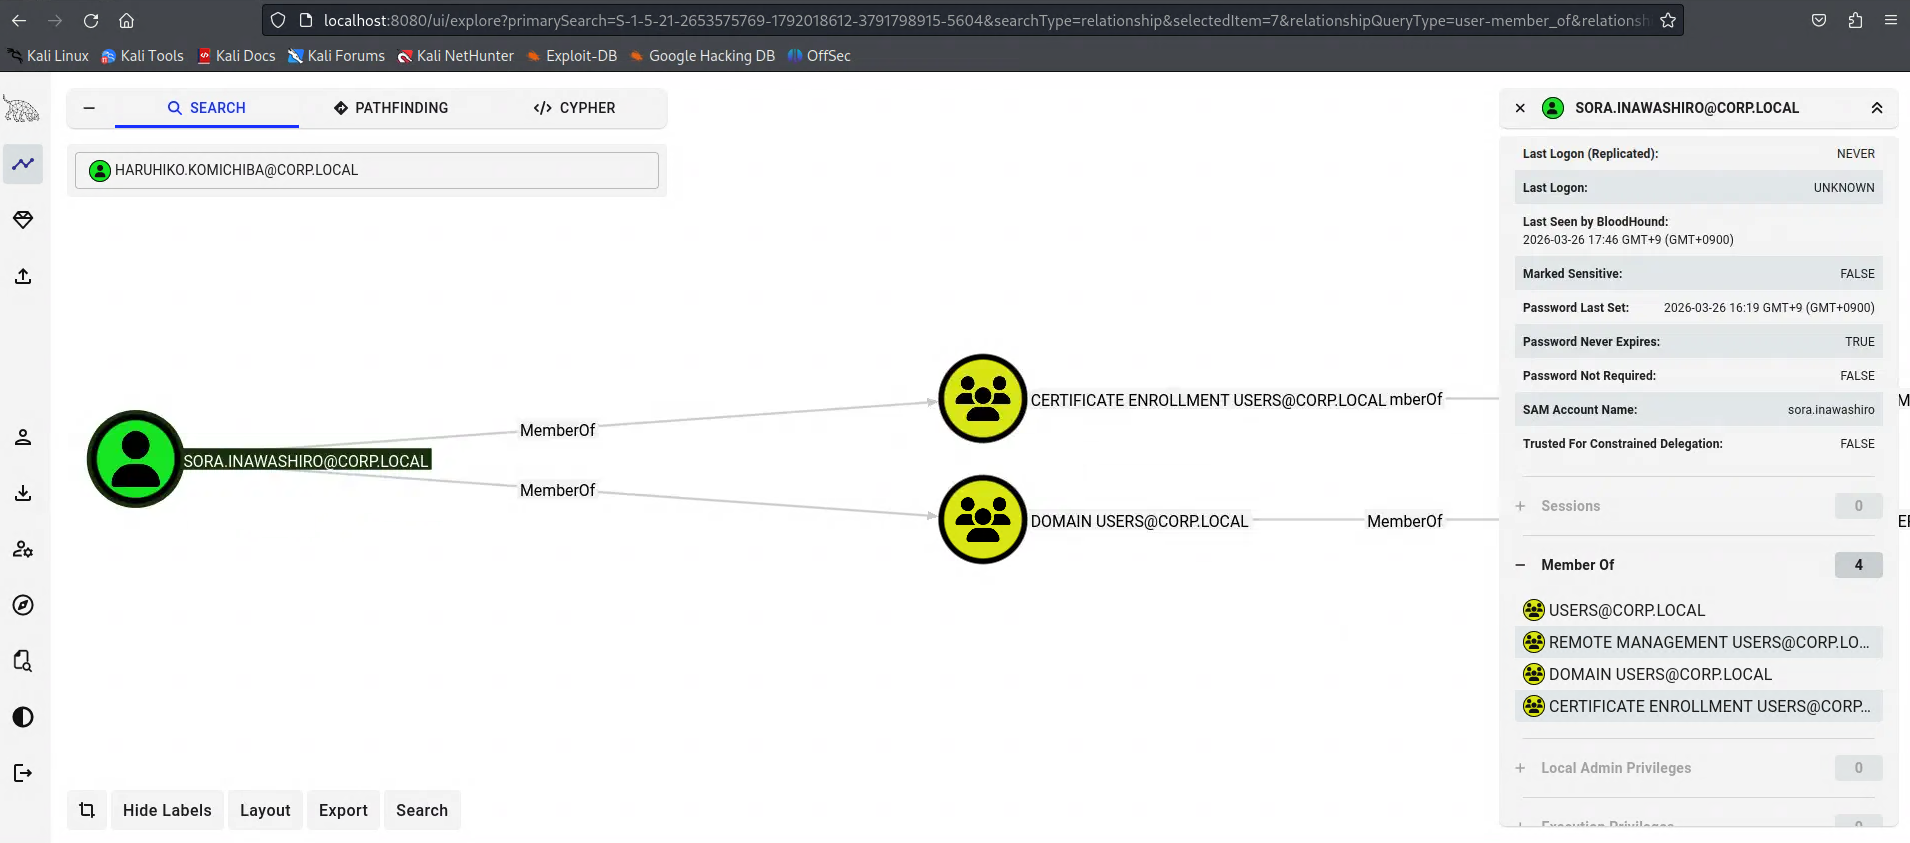 localhost:8080/ui/explore?primarySearch=S-1-5-21-2653575769-1792018612-3791798915-5604&searchType=relationship&selectedItem=7&relationshipQueryType=user-member_of&relationsh
Kali Linux Kali Tools Kali Docs Kali Forums Kali NetHunter Exploit-DB Google Hacking DB OffSec
SEARCH PATHFINDING CYPHER
HARUHIKO.KOMICHIBA@CORP.LOCAL
MemberOf
CERTIFICATE ENROLLMENT USERS@CORP.LOCAL mberOf
SORA.INAWASHIRO@CORP.LOCAL
MemberOf
DOMAIN USERS@CORP.LOCAL MemberOf
Hide Labels Layout Export Search
SORA.INAWASHIRO@CORP.LOCAL
Last Logon (Replicated): NEVER
Last Logon: UNKNOWN
Last Seen by BloodHound:
2026-03-26 17:46 GMT+9 (GMT+0900)
Marked Sensitive: FALSE
Password Last Set: 2026-03-26 16:19 GMT+9 (GMT+0900)
Password Never Expires: TRUE
Password Not Required: FALSE
SAM Account Name: sora.inawashiro
Trusted For Constrained Delegation: FALSE
Sessions 0
Member Of 4
USERS@CORP.LOCAL
REMOTE MANAGEMENT USERS@CORP.LO...
DOMAIN USERS@CORP.LOCAL
CERTIFICATE ENROLLMENT USERS@CORP...
Local Admin Privileges 0
Execution Privileges 0